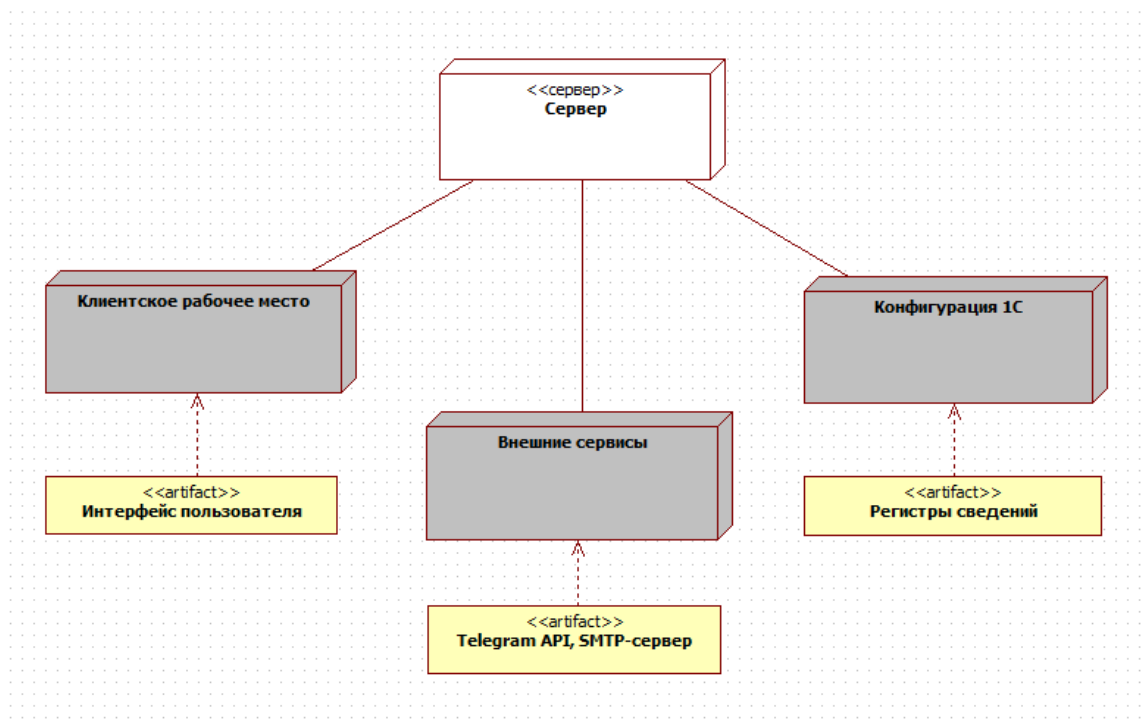 <<сервер>>
Сервер
Клиентское рабочее место
Конфигурация 1С
Внешние сервисы
<<artifact>>
Интерфейс пользователя
<<artifact>>
Регистры сведений
<<artifact>>
Telegram API, SMTP-сервер